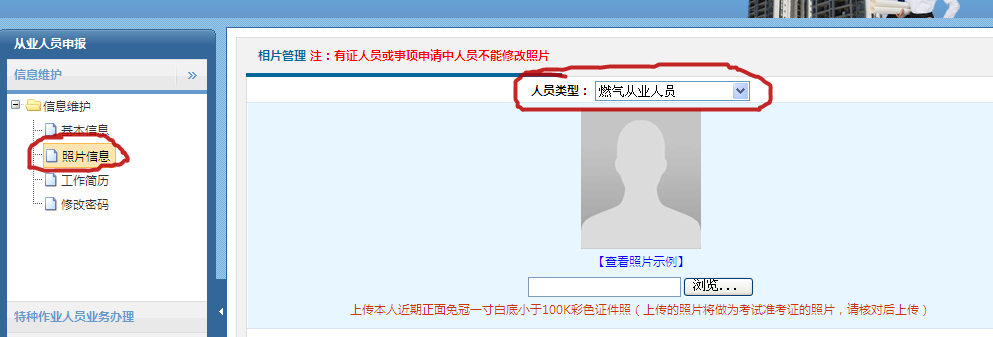 从业人员申报
信息维护 »
信息维护
基本信息
照片信息
工作简历
修改密码
特种作业人员业务办理
相片管理 注：有证人员或事项申请中人员不能修改照片
人员类型： 燃气从业人员
【查看照片示例】
浏览...
上传本人近期正面免冠一寸白底小于100K彩色证件照（上传的照片将做为考试准考证的照片，请核对后上传）